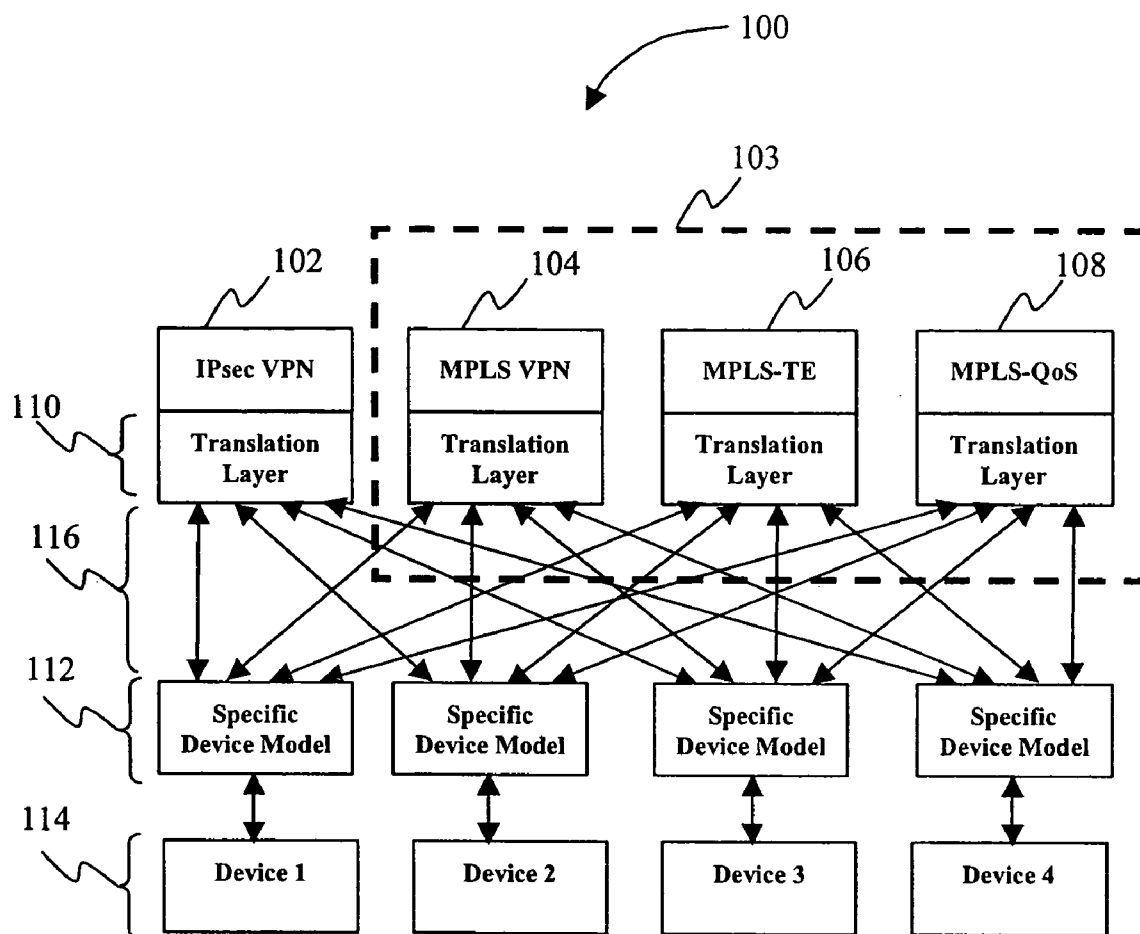 100
103
102
104
106
108
IPsec VPN
MPLS VPN
MPLS-TE
MPLS-QoS
110
Translation
Layer
Translation
Layer
Translation
Layer
Translation
Layer
116
112
Specific
Device Model
Specific
Device Model
Specific
Device Model
Specific
Device Model
114
Device 1
Device 2
Device 3
Device 4